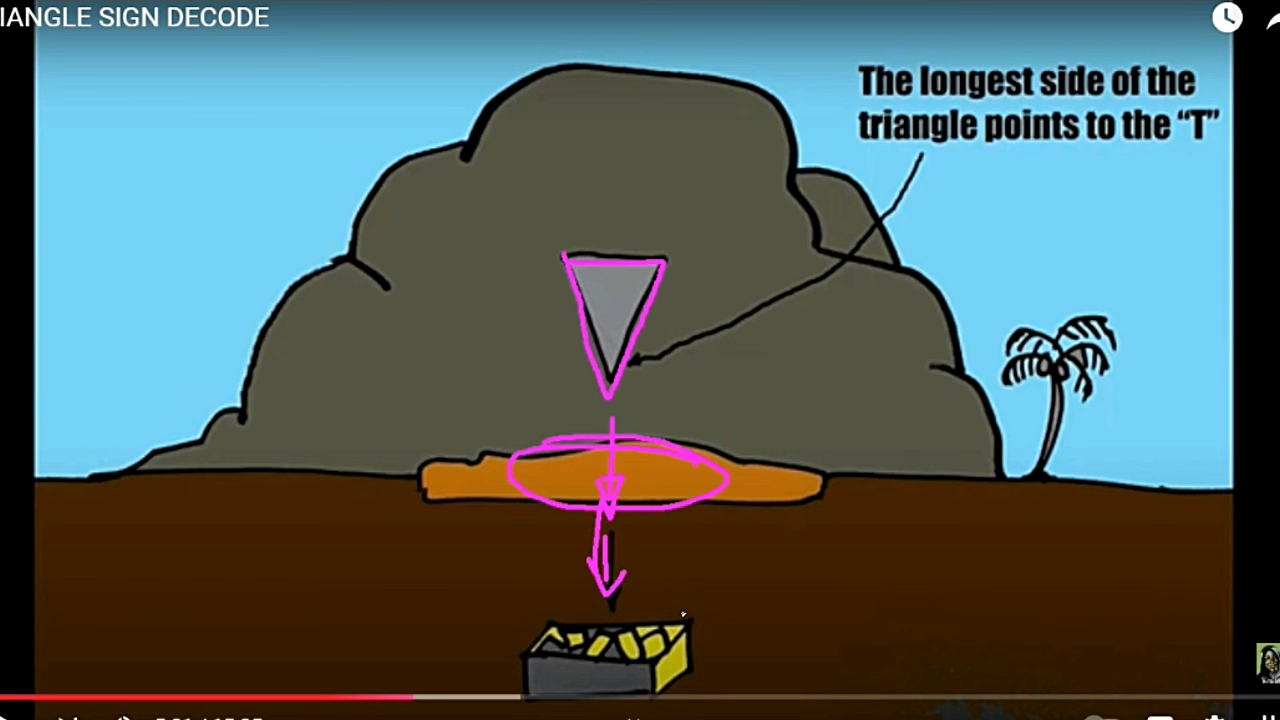 IANGLE SIGN DECODE
The longest side of the
triangle points to the “T”